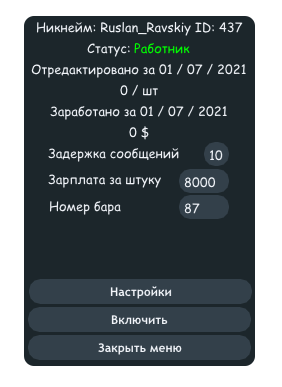 Никнейм: Ruslan_Ravskiy ID: 437
Статус: Работник
Отредактировано за 01 / 07 / 2021
0 / шт
Заработано за 01 / 07 / 2021
0 $
Задержка сообщений 10
Зарплата за штуку 8000
Номер бара 87
Настройки
Включить
Закрыть меню